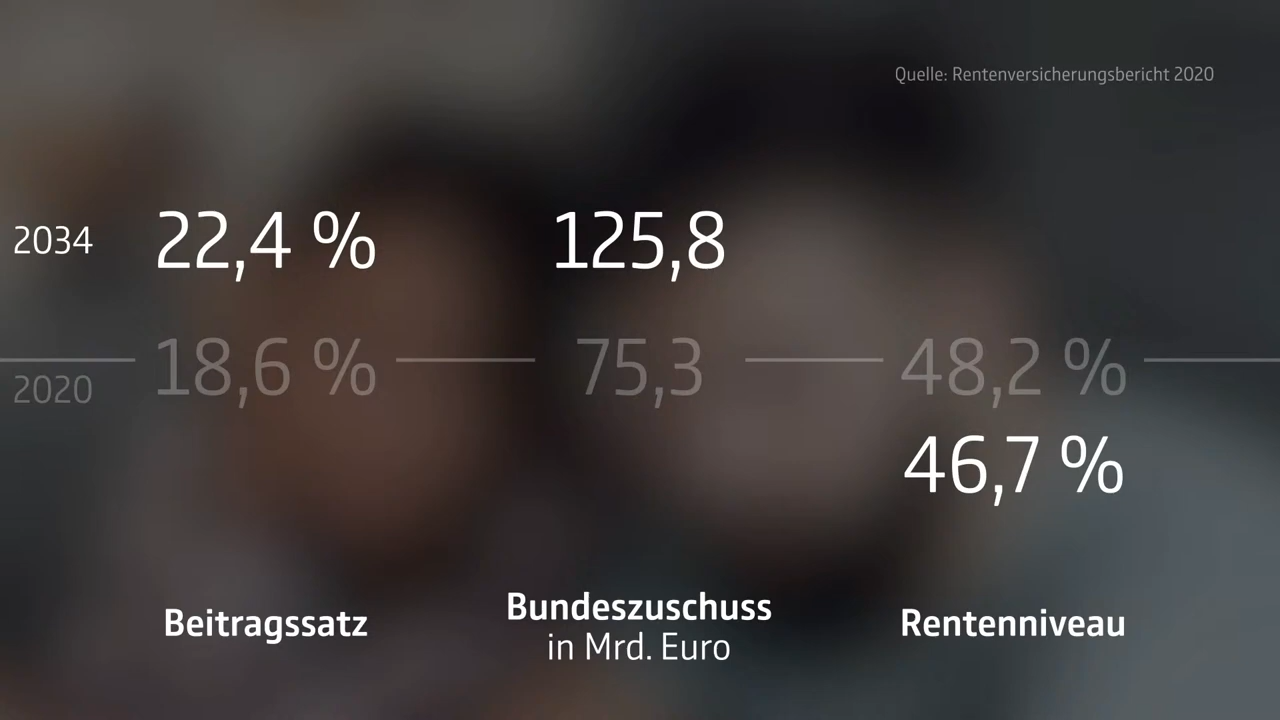 Quelle: Rentenversicherungsbericht 2020
2034 22,4 % 125,8
2020 18,6 % 75,3 48,2 %
46,7 %
Beitragssatz
Bundeszuschuss
in Mrd. Euro
Rentenniveau